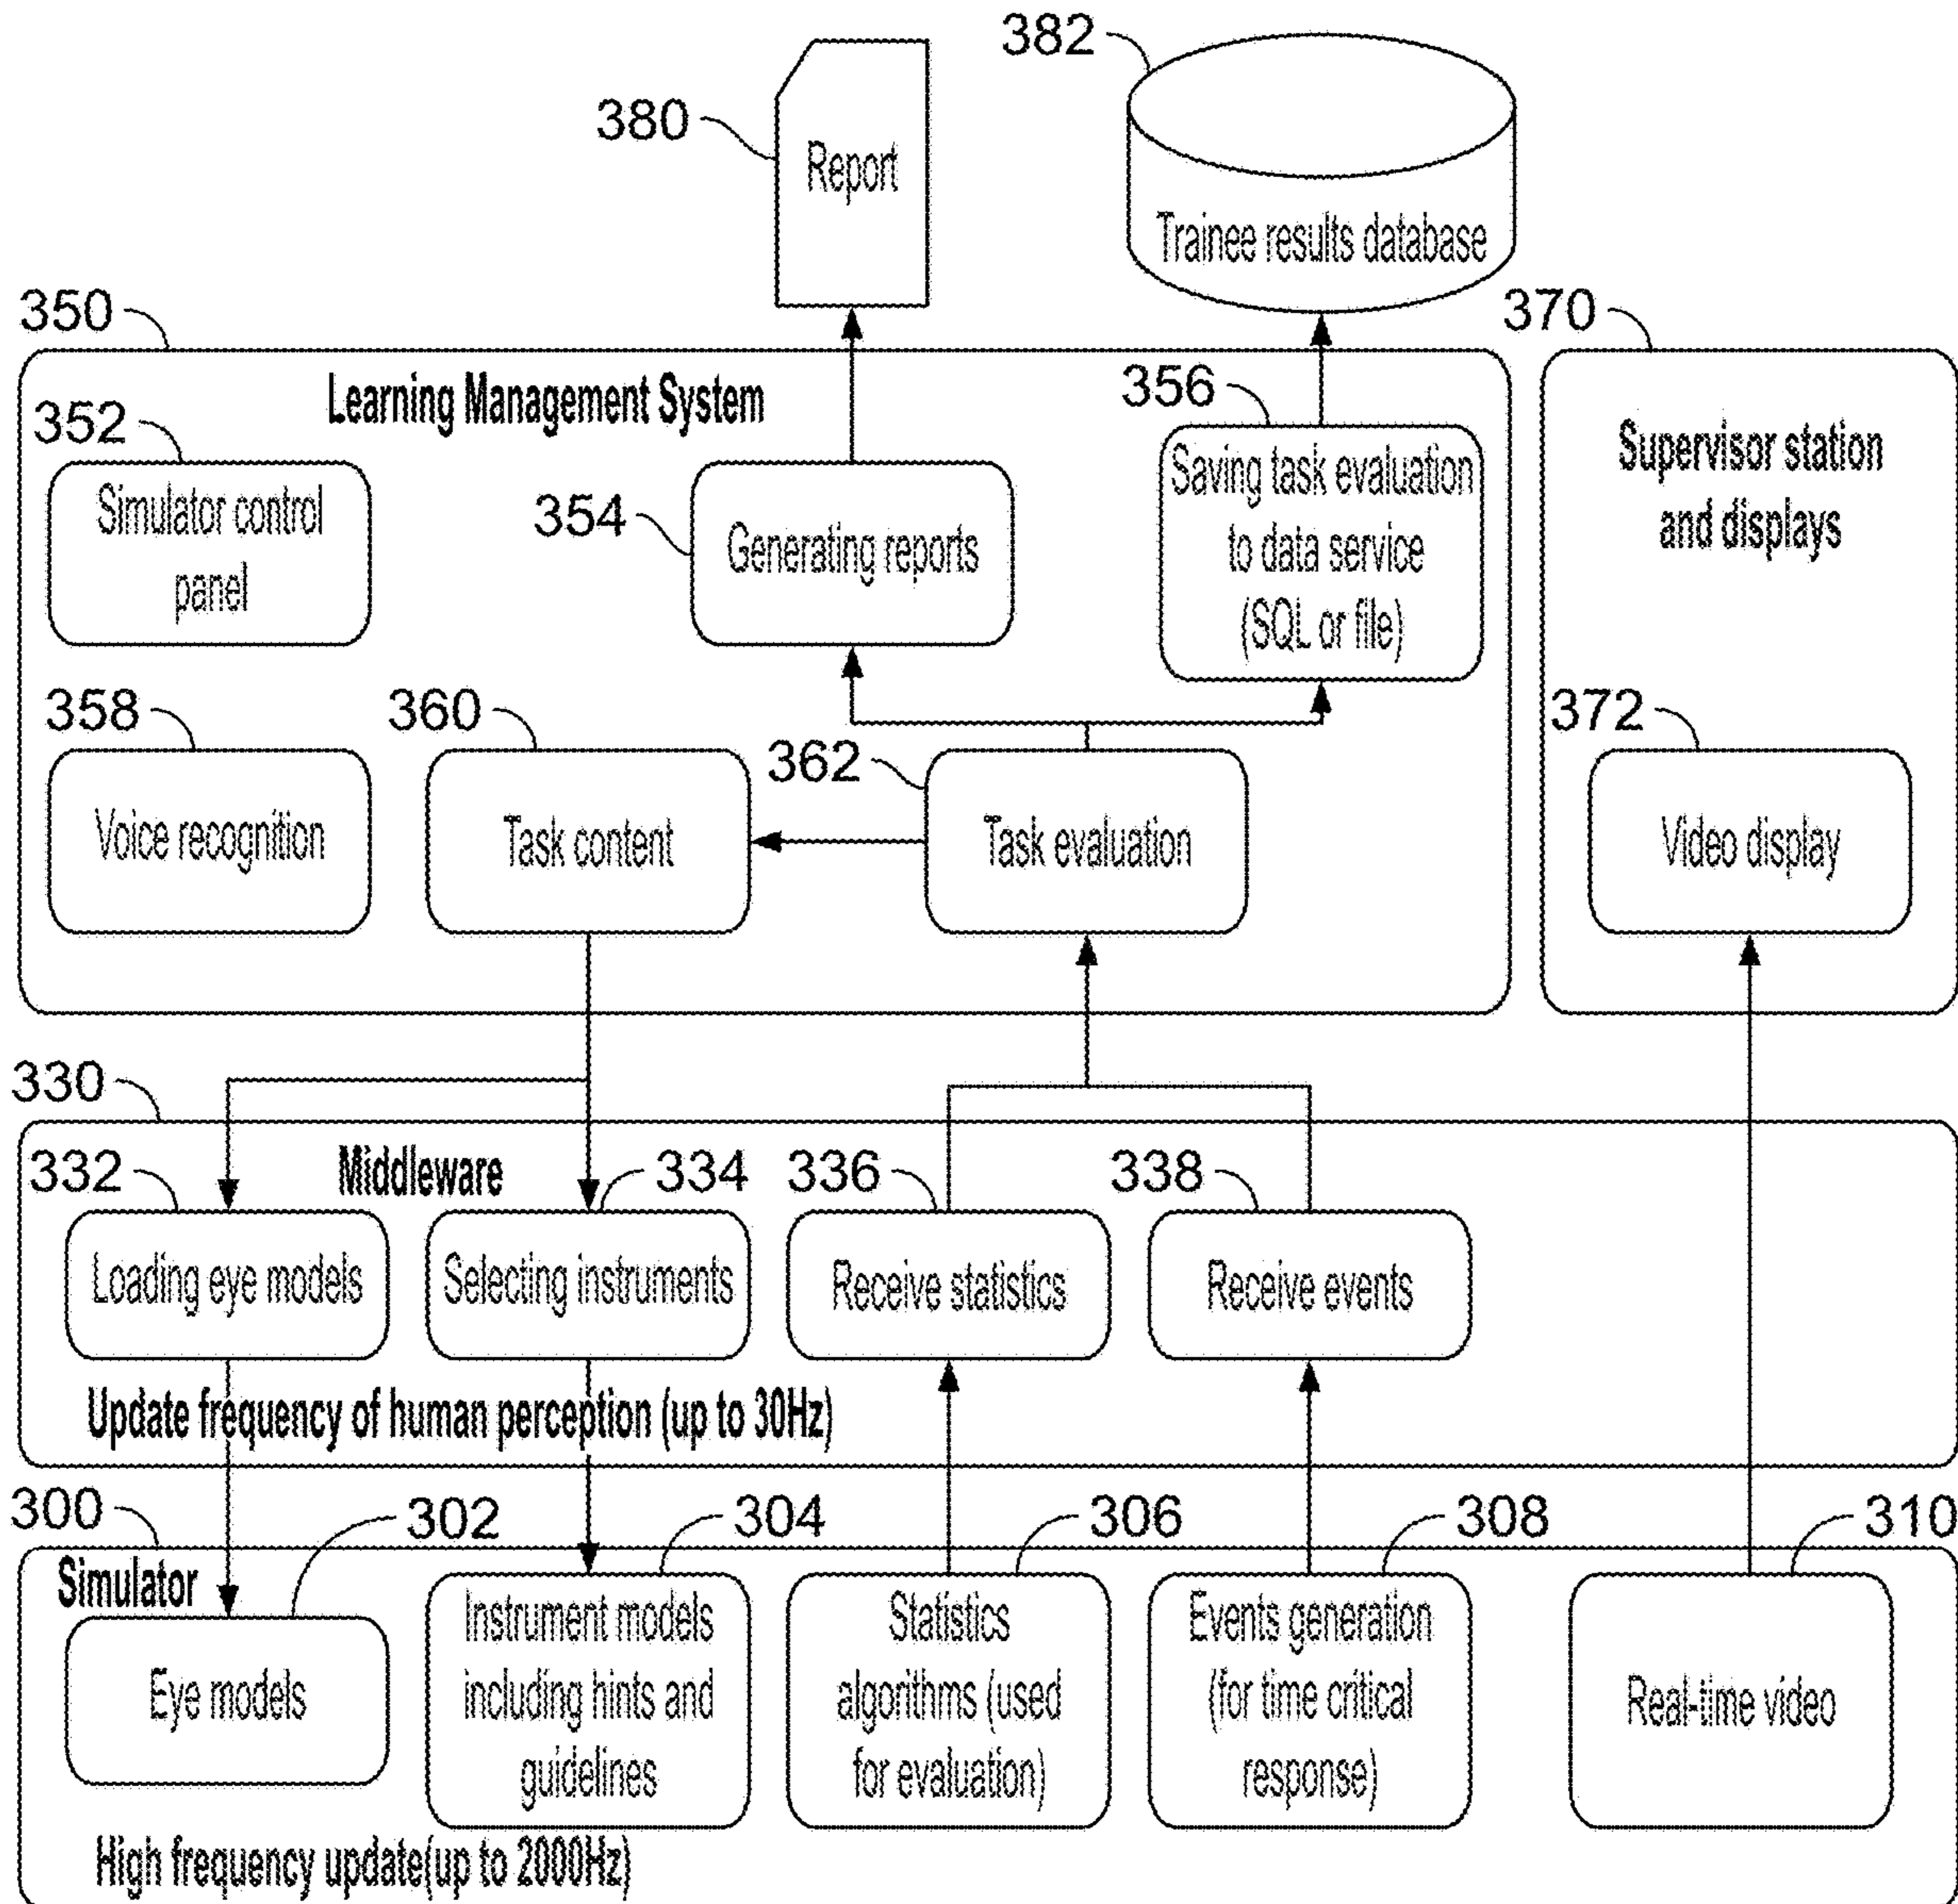 382
380
Report
Trainee results database
350
370
Learning Management System
356
352
Supervisor station
and displays
Simulator control
panel
354
Generating reports
Saving task evaluation
to data service
(SQL or file)
358
360
362
372
Voice recognition
Task content
Task evaluation
Video display
330
Middleware
332
334
336
338
Loading eye models
Selecting instruments
Receive statistics
Receive events
Update frequency of human perception (up to 30Hz)
300
302
304
306
308
310
Simulator
Eye models
Instrument models
including hints and
guidelines
Statistics
algorithms (used
for evaluation)
Events generation
(for time critical
response)
Real-time video
High frequency update(up to 2000Hz)